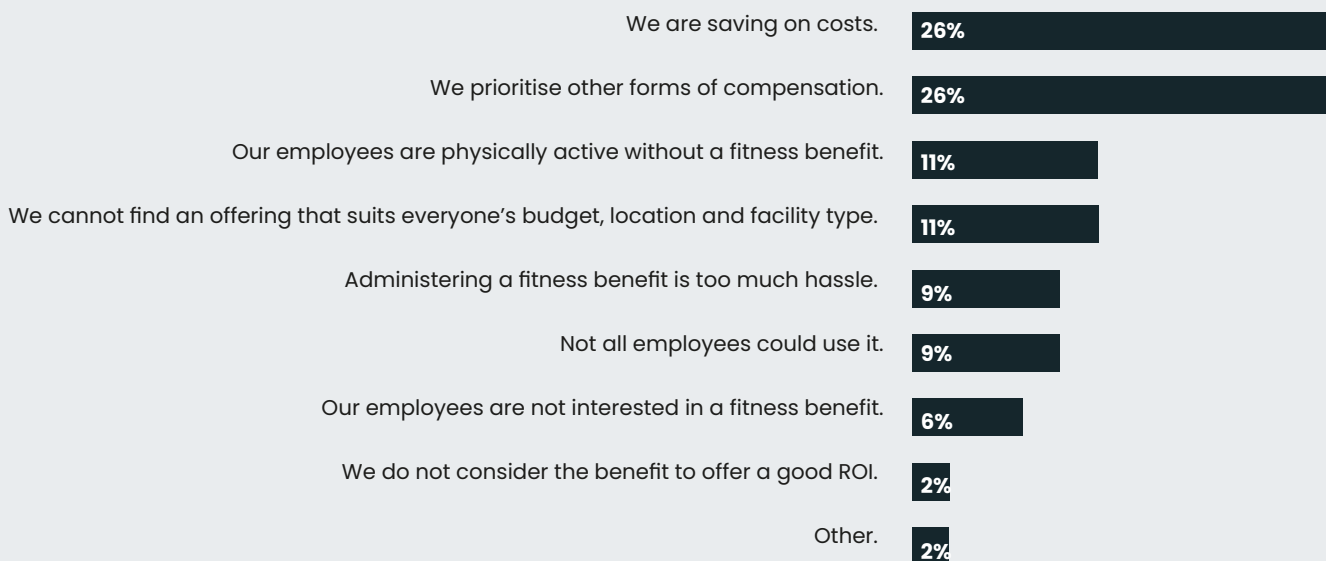 We are saving on costs. 26%
We prioritise other forms of compensation. 26%
Our employees are physically active without a fitness benefit. 11%
We cannot find an offering that suits everyone’s budget, location and facility type. 11%
Administering a fitness benefit is too much hassle. 9%
Not all employees could use it. 9%
Our employees are not interested in a fitness benefit. 6%
We do not consider the benefit to offer a good ROI. 2%
Other. 2%